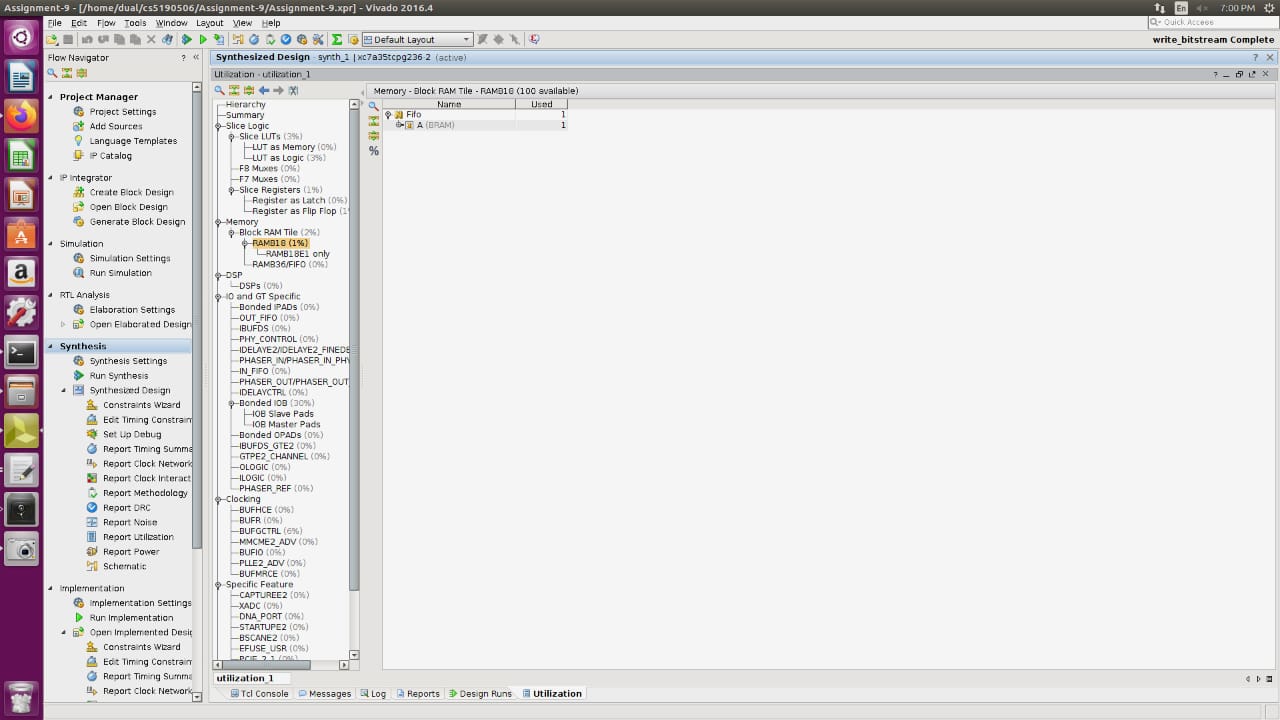 Assignment-9 - [/home/dual/cs5190506/Assignment-9/Assignment-9.xpr] - Vivado 2016.4
En
7:00 PM
File Edit Flow Tools Window Layout View Help
Quick Access
Default Layout
write_bitstream Complete
Flow Navigator
? «
Project Manager
Project Settings
Add Sources
Language Templates
IP Catalog
IP Integrator
Create Block Design
Open Block Design
Generate Block Design
Simulation
Simulation Settings
Run Simulation
RTL Analysis
Elaboration Settings
Open Elaborated Design
Synthesis
Synthesis Settings
Run Synthesis
Synthesized Design
Constraints Wizard
Edit Timing Constrain
Set Up Debug
Report Timing Summa
Report Clock Network
Report Clock Interact
Report Methodology
Report DRC
Report Noise
Report Utilization
Report Power
Schematic
Implementation
Implementation Settings
Run Implementation
Open Implemented Desig
Constraints Wizard
Edit Timing Constrain
Report Timing Summa
Report Clock Network
Synthesized Design - synth_1 | xc7a35tcpg236-2 (active)
Utilization - utilization_1
Hierarchy
Summary
Slice Logic
Slice LUTs (3%)
LUT as Memory (0%)
LUT as Logic (3%)
F8 Muxes (0%)
F7 Muxes (0%)
Slice Registers (1%)
Register as Latch (0%)
Register as Flip Flop (1%
Memory
Block RAM Tile (2%)
RAMB18 (1%)
RAMB18E1 only
RAMB36/FIFO (0%)
DSP
DSPs (0%)
IO and GT Specific
Bonded IPADs (0%)
OUT_FIFO (0%)
IBUFDS (0%)
PHY_CONTROL (0%)
IDELAYE2/IDELAYE2_FINEDE
PHASER_IN/PHASER_IN_PHY
IN_FIFO (0%)
PHASER_OUT/PHASER_OUT
IDELAYCTRL (0%)
Bonded IOB (30%)
IOB Slave Pads
IOB Master Pads
Bonded OPADs (0%)
IBUFDS_GTE2 (0%)
GTPE2_CHANNEL (0%)
OLOGIC (0%)
ILOGIC (0%)
PHASER_REF (0%)
Clocking
BUFHCE (0%)
BUFR (0%)
BUFGCTRL (6%)
MMCME2_ADV (0%)
BUFIO (0%)
PLLE2_ADV (0%)
BUFMRCE (0%)
Specific Feature
CAPTUREE2 (0%)
XADC (0%)
DNA_PORT (0%)
STARTUPE2 (0%)
BSCANE2 (0%)
EFUSE_USR (0%)
PCIE_2_1 (0%)
Memory - Block RAM Tile - RAMB18 (100 available)
%
Name Used
Fifo 1
A (BRAM) 1
utilization_1
Tcl Console Messages Log Reports Design Runs Utilization